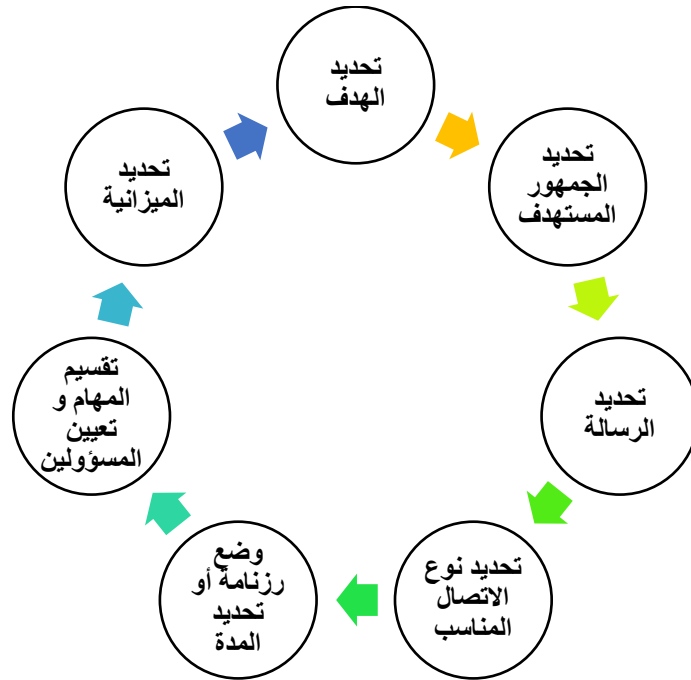 تحديد
الهدف
تحديد
الجمهور
المستهدف
تحديد
الرسالة
تحديد نوع
الاتصال
المناسب
وضع
رزنامة أو
تحديد
المدة
تقسيم
المهام و
تعيين
المسؤولين
تحديد
الميزانية